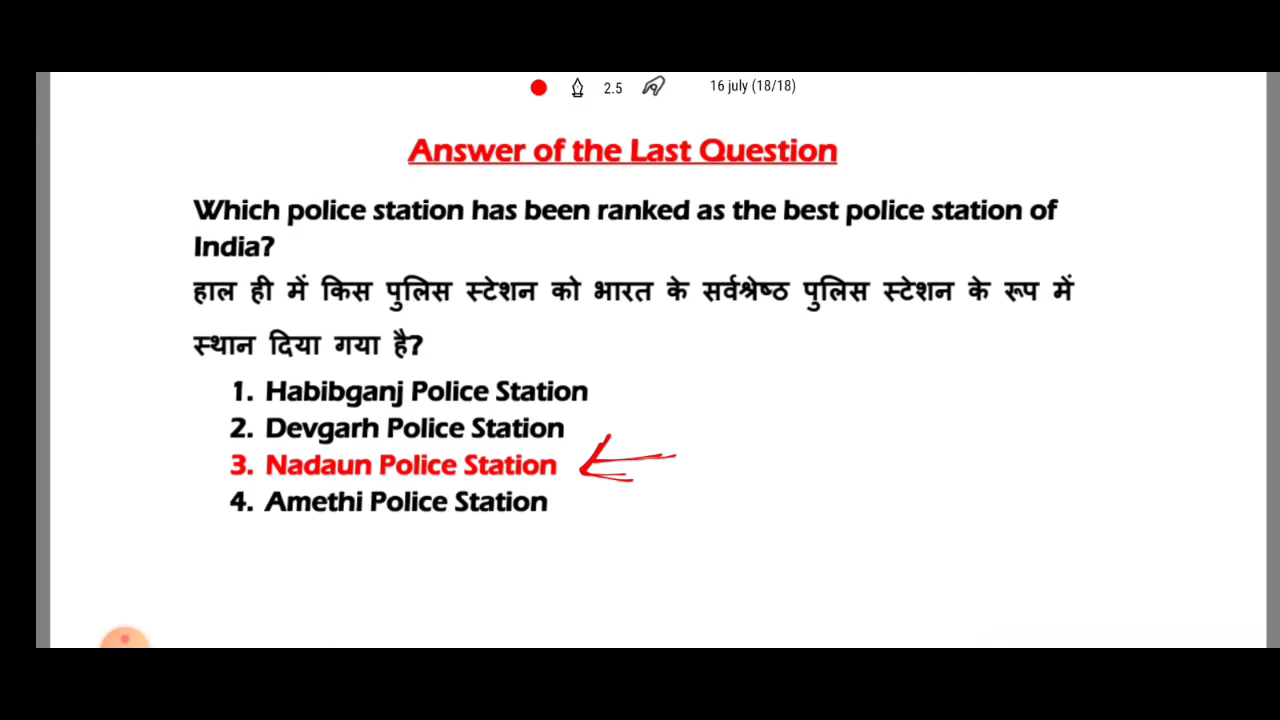 2.5 16 july (18/18)
Answer of the Last Question
Which police station has been ranked as the best police station of
India?
हाल ही में किस पुलिस स्टेशन को भारत के सर्वश्रेष्ठ पुलिस स्टेशन के रूप में
स्थान दिया गया है?
1. Habibganj Police Station
2. Devgarh Police Station
3. Nadaun Police Station
4. Amethi Police Station